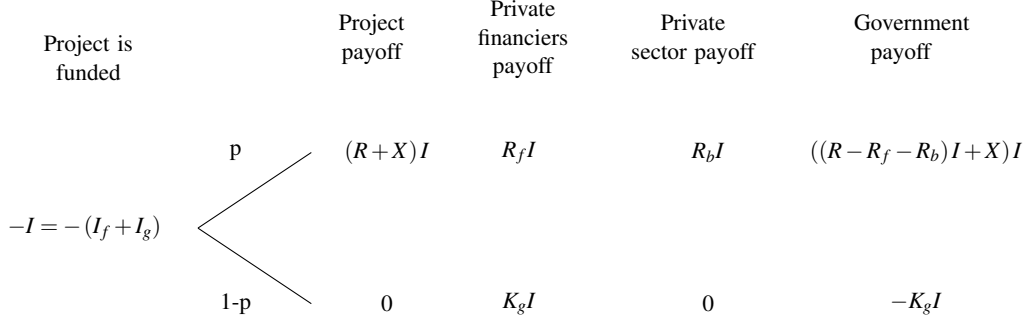 Project is
funded
Project
payoff
Private
financiers
payoff
Private
sector payoff
Government
payoff
p
(R+X)I
R_f I
R_b I
((R−R_f−R_b)I+X)I
−I = −(I_f+I_g)
1-p
0
K_g I
0
−K_g I